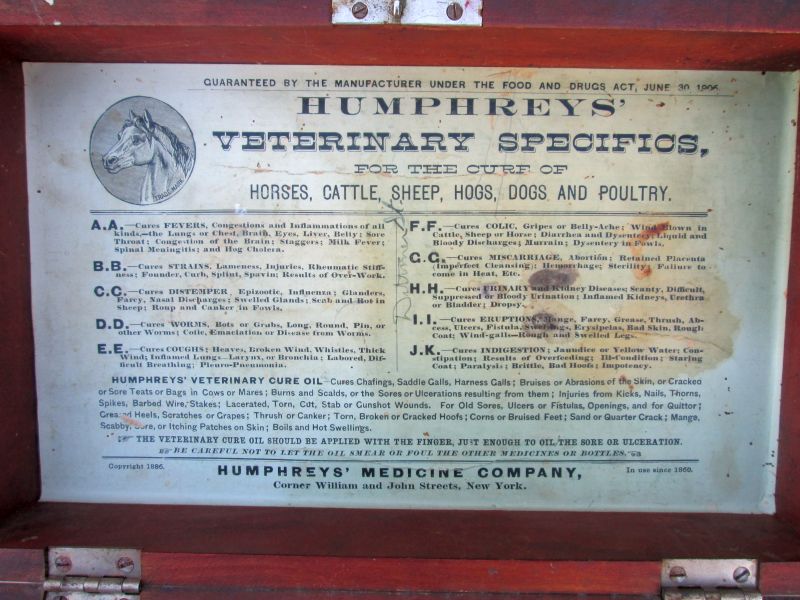 GUARANTEED BY THE MANUFACTURER UNDER THE FOOD AND DRUGS ACT, JUNE 30, 1906.
HUMPHREYS'
VETERINARY SPECIFICS,
FOR THE CURE OF
HORSES, CATTLE, SHEEP, HOGS, DOGS AND POULTRY.
TRADE MARK
A.A.—Cures FEVERS, Congestions and Inflammations of all
kinds,—the Lungs or Chest, Brain, Eyes, Liver, Belly; Sore
Throat; Congestion of the Brain; Staggers; Milk Fever;
Spinal Meningitis; and Hog Cholera.
B.B.—Cures STRAINS, Lameness, Injuries, Rheumatic Stiff-
ness; Founder, Curb, Splint, Spavin; Results of Over-Work.
C.C.—Cures DISTEMPER, Epizootic, Influenza; Glanders,
Farcy, Nasal Discharges; Swelled Glands; Scab and Rot in
Sheep; Roup and Canker in Fowls.
D.D.—Cures WORMS, Bots or Grubs, Long, Round, Pin, or
other Worms; Colic, Emaciation or Disease from Worms.
E.E.—Cures COUGHS; Heaves, Broken Wind, Whistles, Thick
Wind; Inflamed Lungs—Larynx, or Bronchia; Labored, Dif-
ficult Breathing; Pleuro-Pneumonia.
F.F.—Cures COLIC, Gripes or Belly-Ache; Wind Blown in
Cattle, Sheep or Horse; Diarrhea and Dysentery; Liquid and
Bloody Discharges; Murrain; Dysentery in Fowls.
G.G.—Cures MISCARRIAGE, Abortion; Retained Placenta
(Imperfect Cleansing); Hemorrhage; Sterility; Failure to
come in Heat, Etc.
H.H.—Cures URINARY and Kidney Diseases; Scanty, Difficult,
Suppressed or Bloody Urination; Inflamed Kidneys, Urethra
or Bladder; Dropsy.
I.I.—Cures ERUPTIONS, Mange, Farcy, Grease, Thrush, Ab-
cess, Ulcers, Fistula, Swellings, Erysipelas, Bad Skin, Rough
Coat; Wind-galls—Rough and Swelled Legs.
J.K.—Cures INDIGESTION; Jaundice or Yellow Water; Con-
stipation; Results of Overfeeding; Ill-Condition; Staring
Coat; Paralysis; Brittle, Bad Hoofs; Impotency.
HUMPHREYS' VETERINARY CURE OIL—Cures Chafings, Saddle Galls, Harness Galls; Bruises or Abrasions of the Skin, or Cracked
or Sore Teats or Bags in Cows or Mares; Burns and Scalds, or the Sores or Ulcerations resulting from them; Injuries from Kicks, Nails, Thorns,
Spikes, Barbed Wire, Stakes; Lacerated, Torn, Cut, Stab or Gunshot Wounds. For Old Sores, Ulcers or Fistulas, Openings, and for Quittor;
Greased Heels, Scratches or Grapes; Thrush or Canker; Torn, Broken or Cracked Hoofs; Corns or Bruised Feet; Sand or Quarter Crack; Mange,
Scabby, Sore, or Itching Patches on Skin; Boils and Hot Swellings.
THE VETERINARY CURE OIL SHOULD BE APPLIED WITH THE FINGER, JUST ENOUGH TO OIL THE SORE OR ULCERATION.
BE CAREFUL NOT TO LET THE OIL SMEAR OR FOUL THE OTHER MEDICINES OR BOTTLES.
Copyright 1886.
HUMPHREYS' MEDICINE COMPANY,
In use since 1860.
Corner William and John Streets, New York.